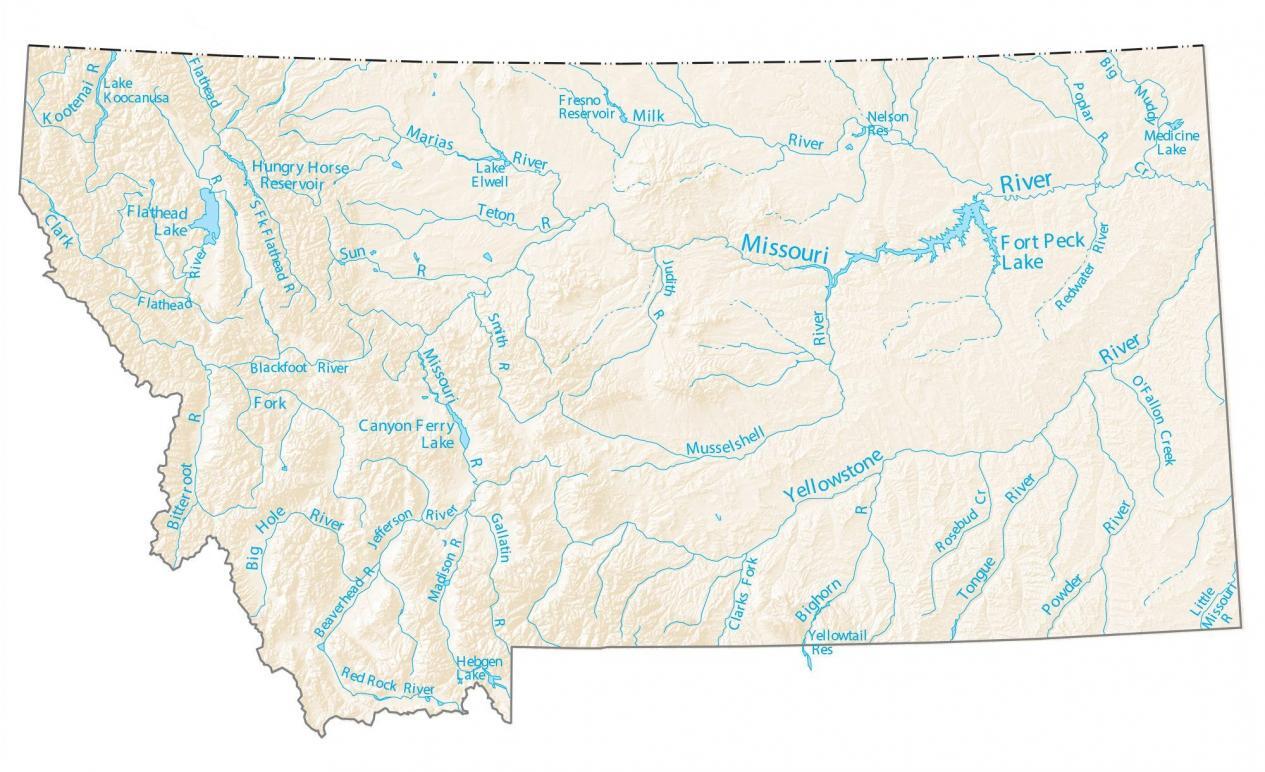 Kootenai R
Lake
Koocanusa
Flathead
R
River
Hungry Horse
Reservoir
S Fk Flathead R
Flathead
Lake
Clark
Flathead
Fork
Blackfoot River
Bitterroot
R
Marias
River
Lake
Elwell
Teton R
Sun
R
Fresno
Reservoir
Milk
River
Nelson
Res
Poplar
R
Big
Muddy
Cr
Medicine
Lake
Missouri
River
Fort Peck
Lake
Redwater River
Judith
R
Smith
R
Missouri
R
Canyon Ferry
Lake
Musselshell
River
Yellowstone
River
O'Fallon Creek
Big Hole River
Jefferson River
Beaverhead R
Madison R
Gallatin
R
Red Rock River
Hebgen
Lake
Clarks Fork
Bighorn
R
Yellowtail
Res
Rosebud Cr
Tongue
River
Powder
River
Little
Missouri
R